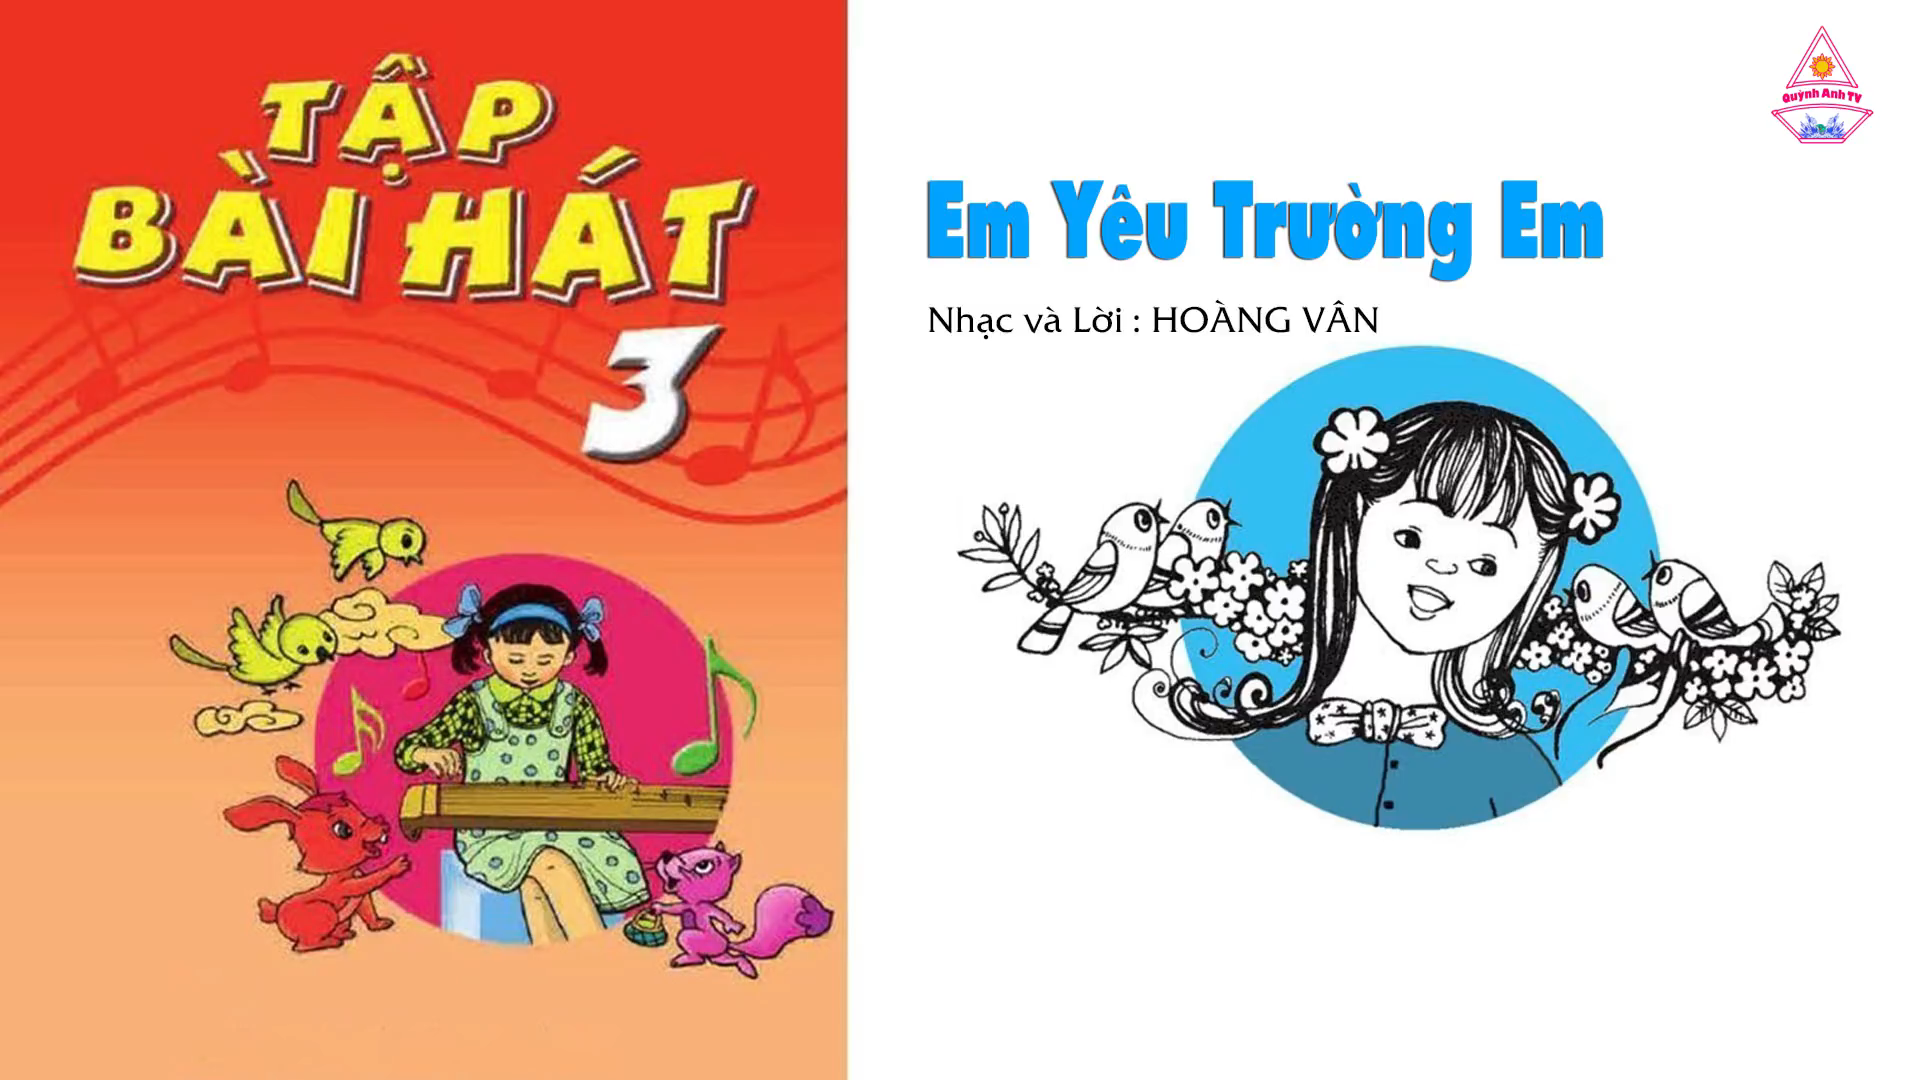 TẬP
BÀI HÁT
3
Em Yêu Trường Em
Nhạc và Lời : HOÀNG VÂN
Quỳnh Anh TV